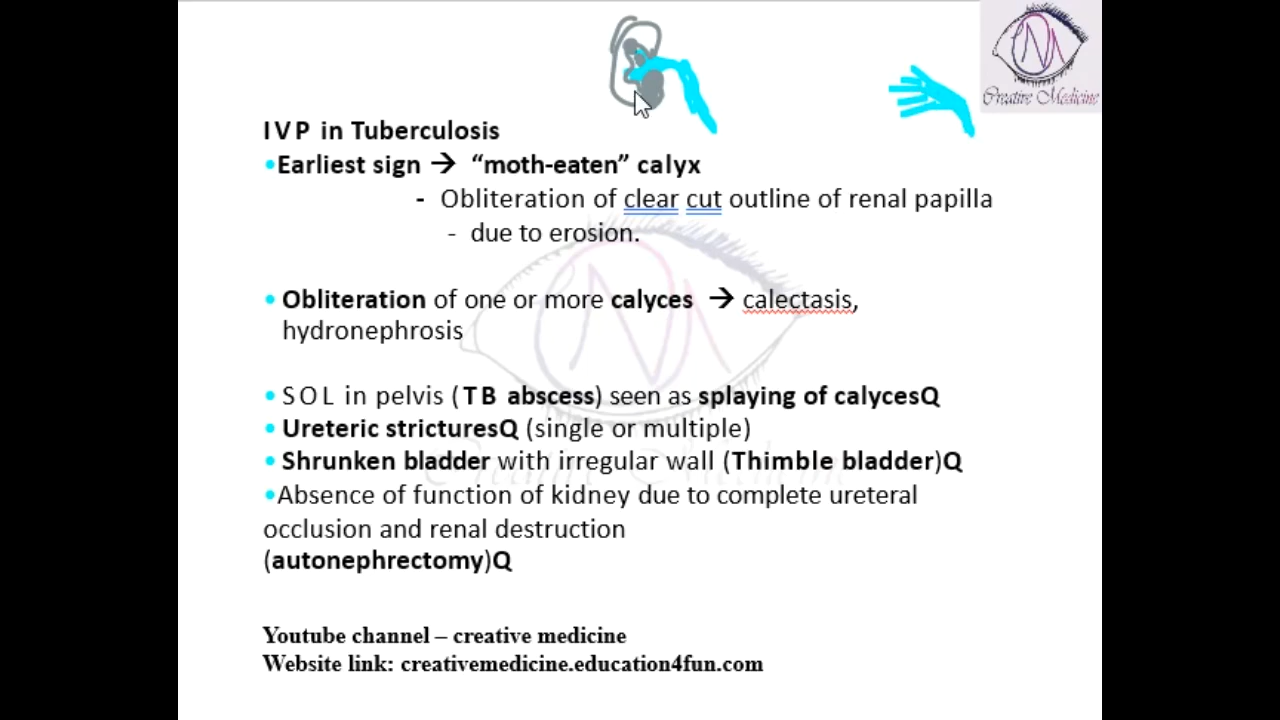 Creative Medicine
IVP in Tuberculosis
•Earliest sign → “moth-eaten” calyx
- Obliteration of clear cut outline of renal papilla
- due to erosion.
• Obliteration of one or more calyces → calectasis,
hydronephrosis
• SOL in pelvis (TB abscess) seen as splaying of calycesQ
• Ureteric stricturesQ (single or multiple)
• Shrunken bladder with irregular wall (Thimble bladder)Q
•Absence of function of kidney due to complete ureteral
occlusion and renal destruction
(autonephrectomy)Q
Youtube channel – creative medicine
Website link: creativemedicine.education4fun.com